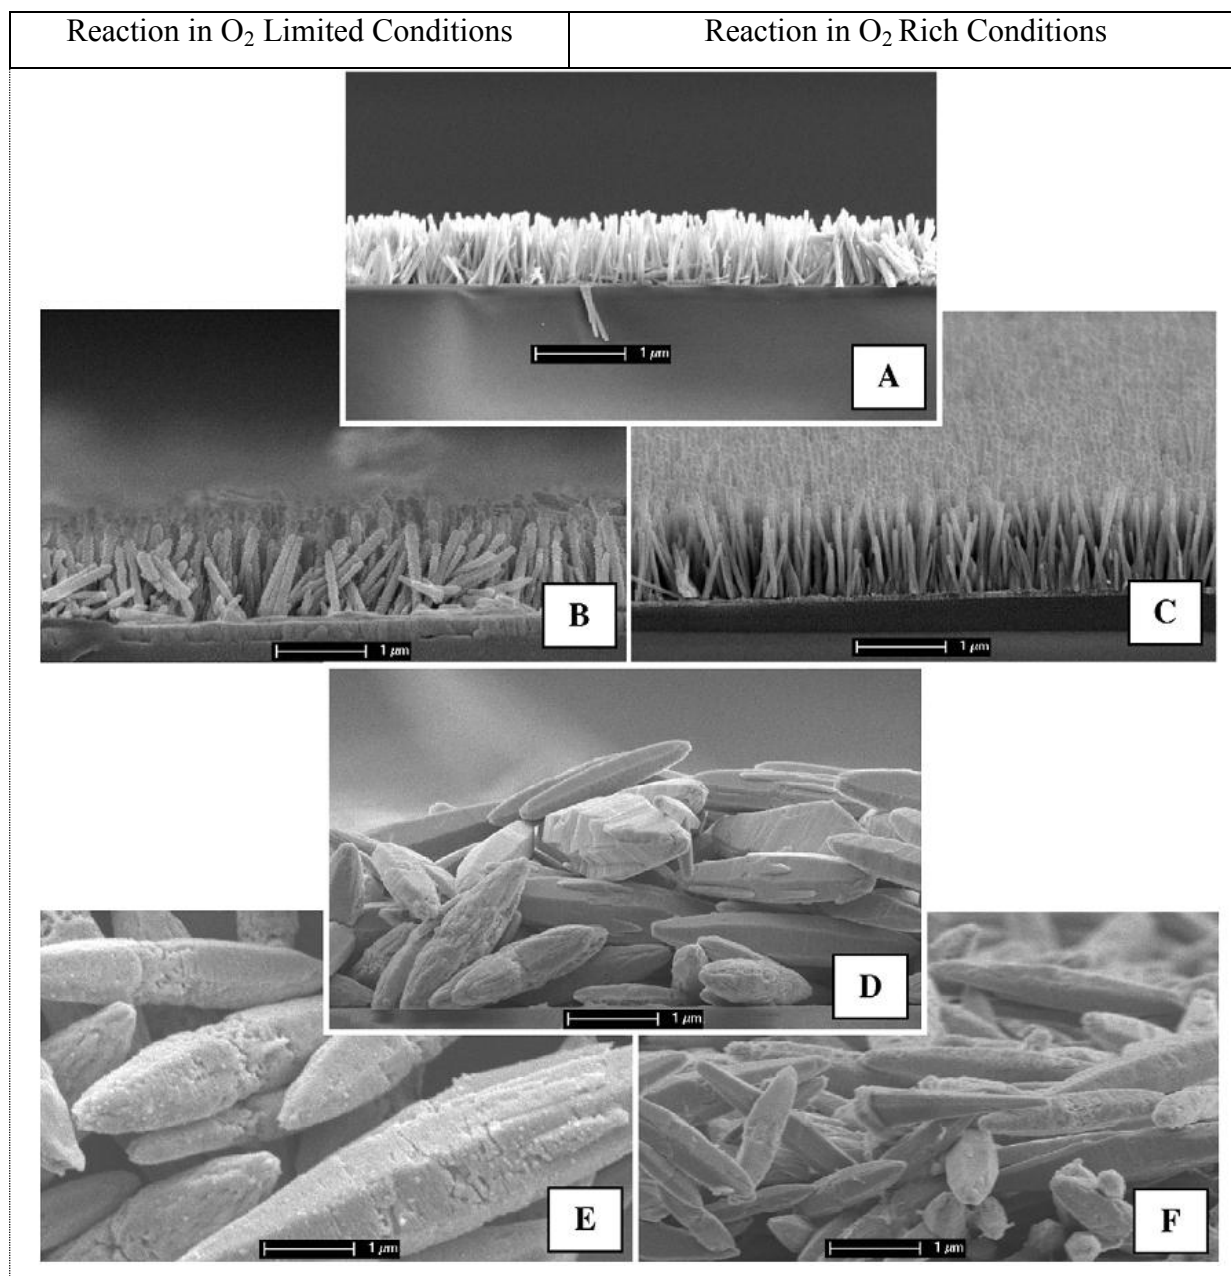 Reaction in O₂ Limited Conditions
Reaction in O₂ Rich Conditions
1 μm
A
1 μm
B
1 μm
C
1 μm
D
1 μm
E
1 μm
F